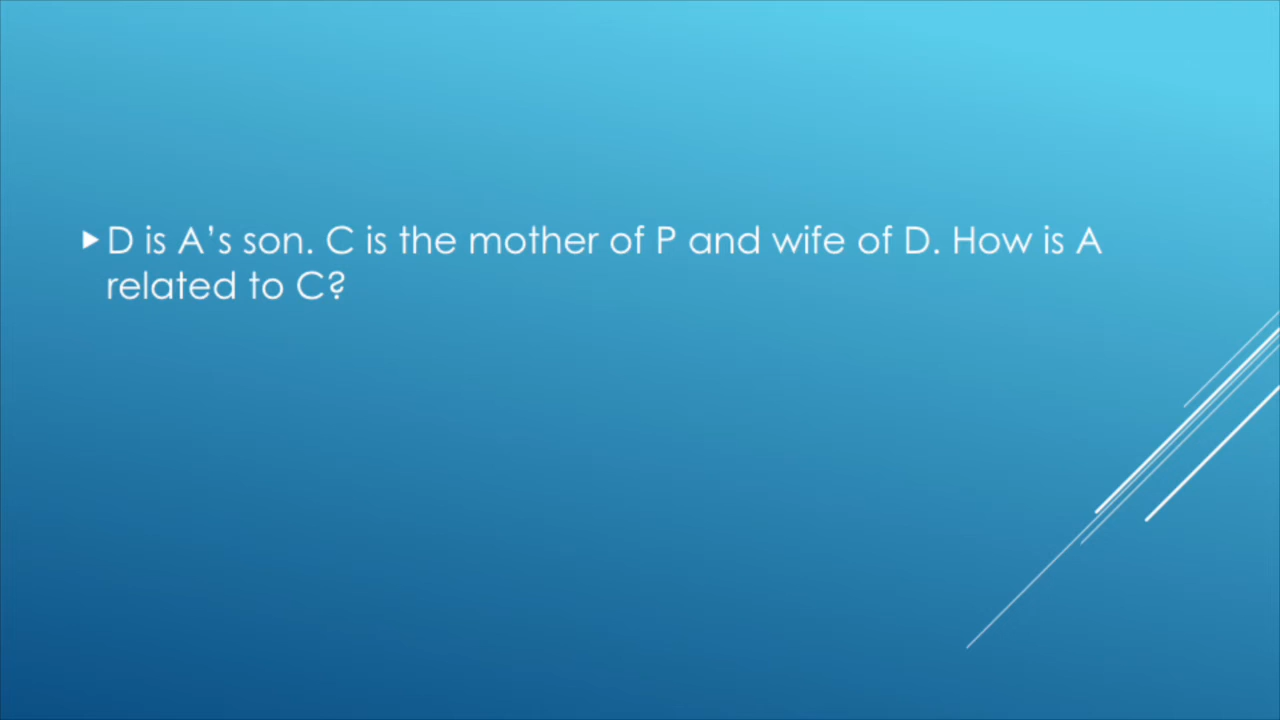 D is A’s son. C is the mother of P and wife of D. How is A
related to C?